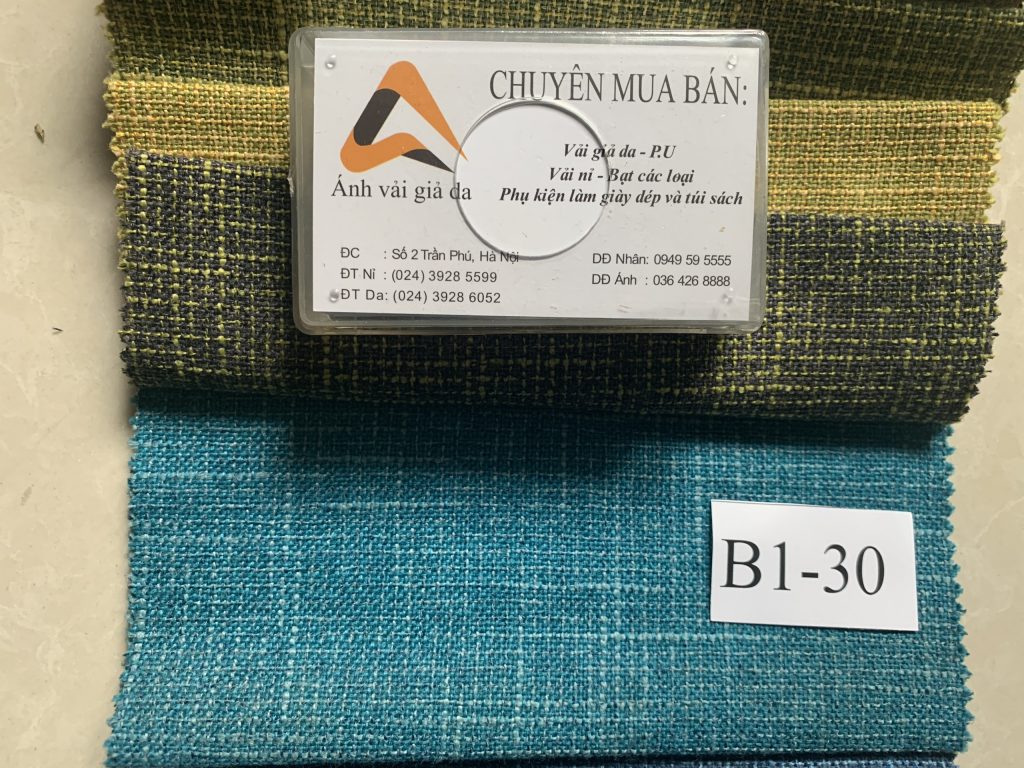 CHUYÊN MUA BÁN:
Vải giả da - P.U
Vải nỉ - Bạt các loại
Phụ kiện làm giày dép và túi sách
Ánh vải giả da
ĐC : Số 2 Trần Phú, Hà Nội
ĐT Nỉ : (024) 3928 5599
ĐT Da: (024) 3928 6052
DĐ Nhân: 0949 59 5555
DĐ Ánh : 036 426 8888
B1-30